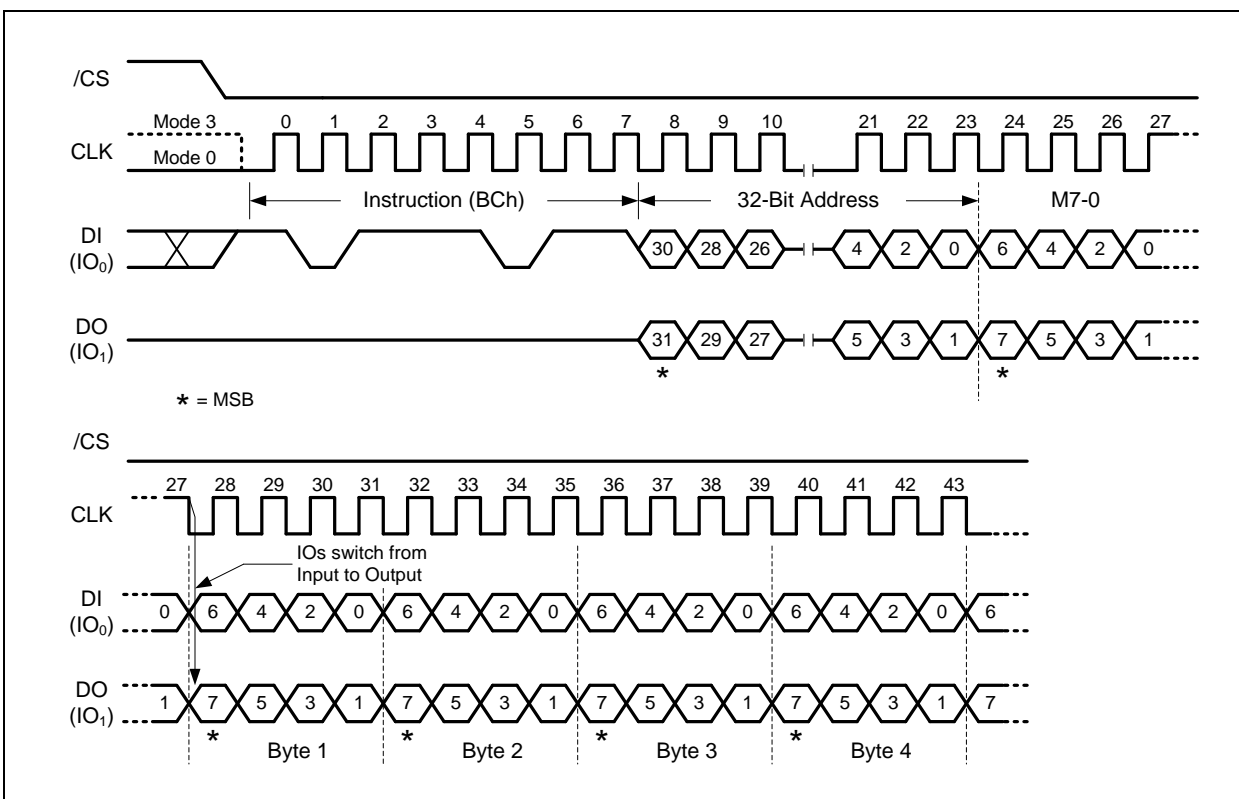 /CS
Mode 3 0 1 2 3 4 5 6 7 8 9 10 21 22 23 24 25 26 27
CLK
Mode 0
Instruction (BCh) 32-Bit Address M7-0
DI
(IO0) 30 28 26 4 2 0 6 4 2 0
DO
(IO1) 31 29 27 5 3 1 7 5 3 1
* *
* = MSB
/CS
27 28 29 30 31 32 33 34 35 36 37 38 39 40 41 42 43
CLK
IOs switch from
Input to Output
DI
(IO0) 0 6 4 2 0 6 4 2 0 6 4 2 0 6 4 2 0 6
DO
(IO1) 1 7 5 3 1 7 5 3 1 7 5 3 1 7 5 3 1 7
* * * *
Byte 1 Byte 2 Byte 3 Byte 4